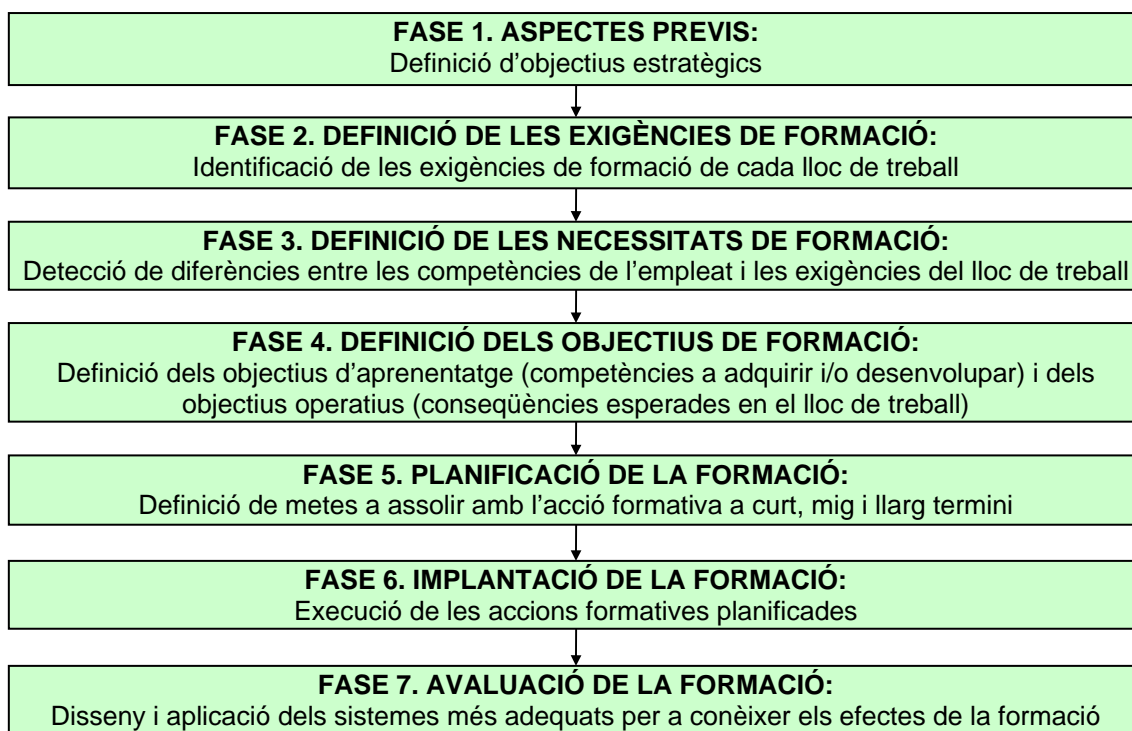 FASE 1. ASPECTES PREVIS:
Definició d’objectius estratègics
FASE 2. DEFINICIÓ DE LES EXIGÈNCIES DE FORMACIÓ:
Identificació de les exigències de formació de cada lloc de treball
FASE 3. DEFINICIÓ DE LES NECESSITATS DE FORMACIÓ:
Detecció de diferències entre les competències de l’empleat i les exigències del lloc de treball
FASE 4. DEFINICIÓ DELS OBJECTIUS DE FORMACIÓ:
Definició dels objectius d’aprenentatge (competències a adquirir i/o desenvolupar) i dels
objectius operatius (conseqüències esperades en el lloc de treball)
FASE 5. PLANIFICACIÓ DE LA FORMACIÓ:
Definició de metes a assolir amb l’acció formativa a curt, mig i llarg termini
FASE 6. IMPLANTACIÓ DE LA FORMACIÓ:
Execució de les accions formatives planificades
FASE 7. AVALUACIÓ DE LA FORMACIÓ:
Disseny i aplicació dels sistemes més adequats per a conèixer els efectes de la formació